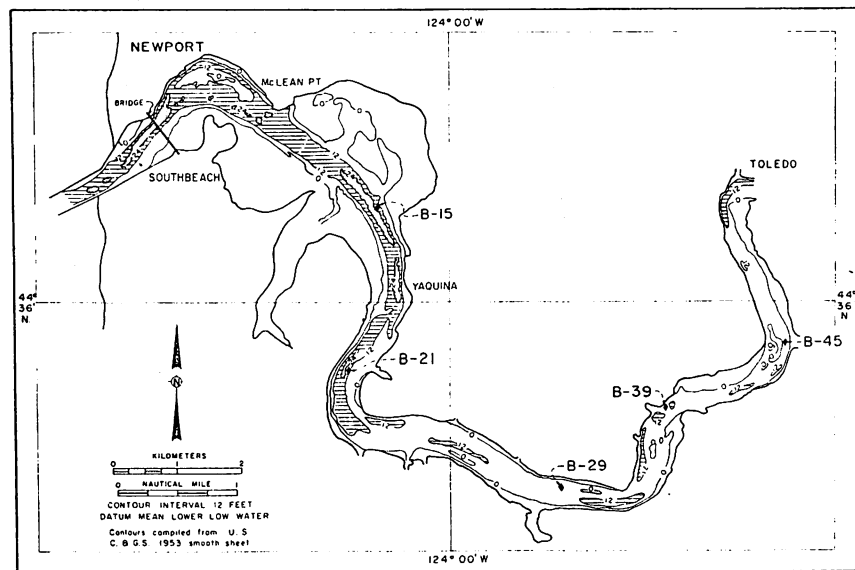 124° 00' W
NEWPORT
McLEAN PT
BRIDGE
SOUTHBEACH
TOLEDO
B-15
YAQUINA
44°
36'
N
44°
36'
N.
B-21
B-45
B-39
B-29
N
KILOMETERS
0 2
NAUTICAL MILE
0 1
CONTOUR INTERVAL 12 FEET
DATUM MEAN LOWER LOW WATER
Contours compiled from U.S
C. & G.S. 1953 smooth sheet
124° 00' W